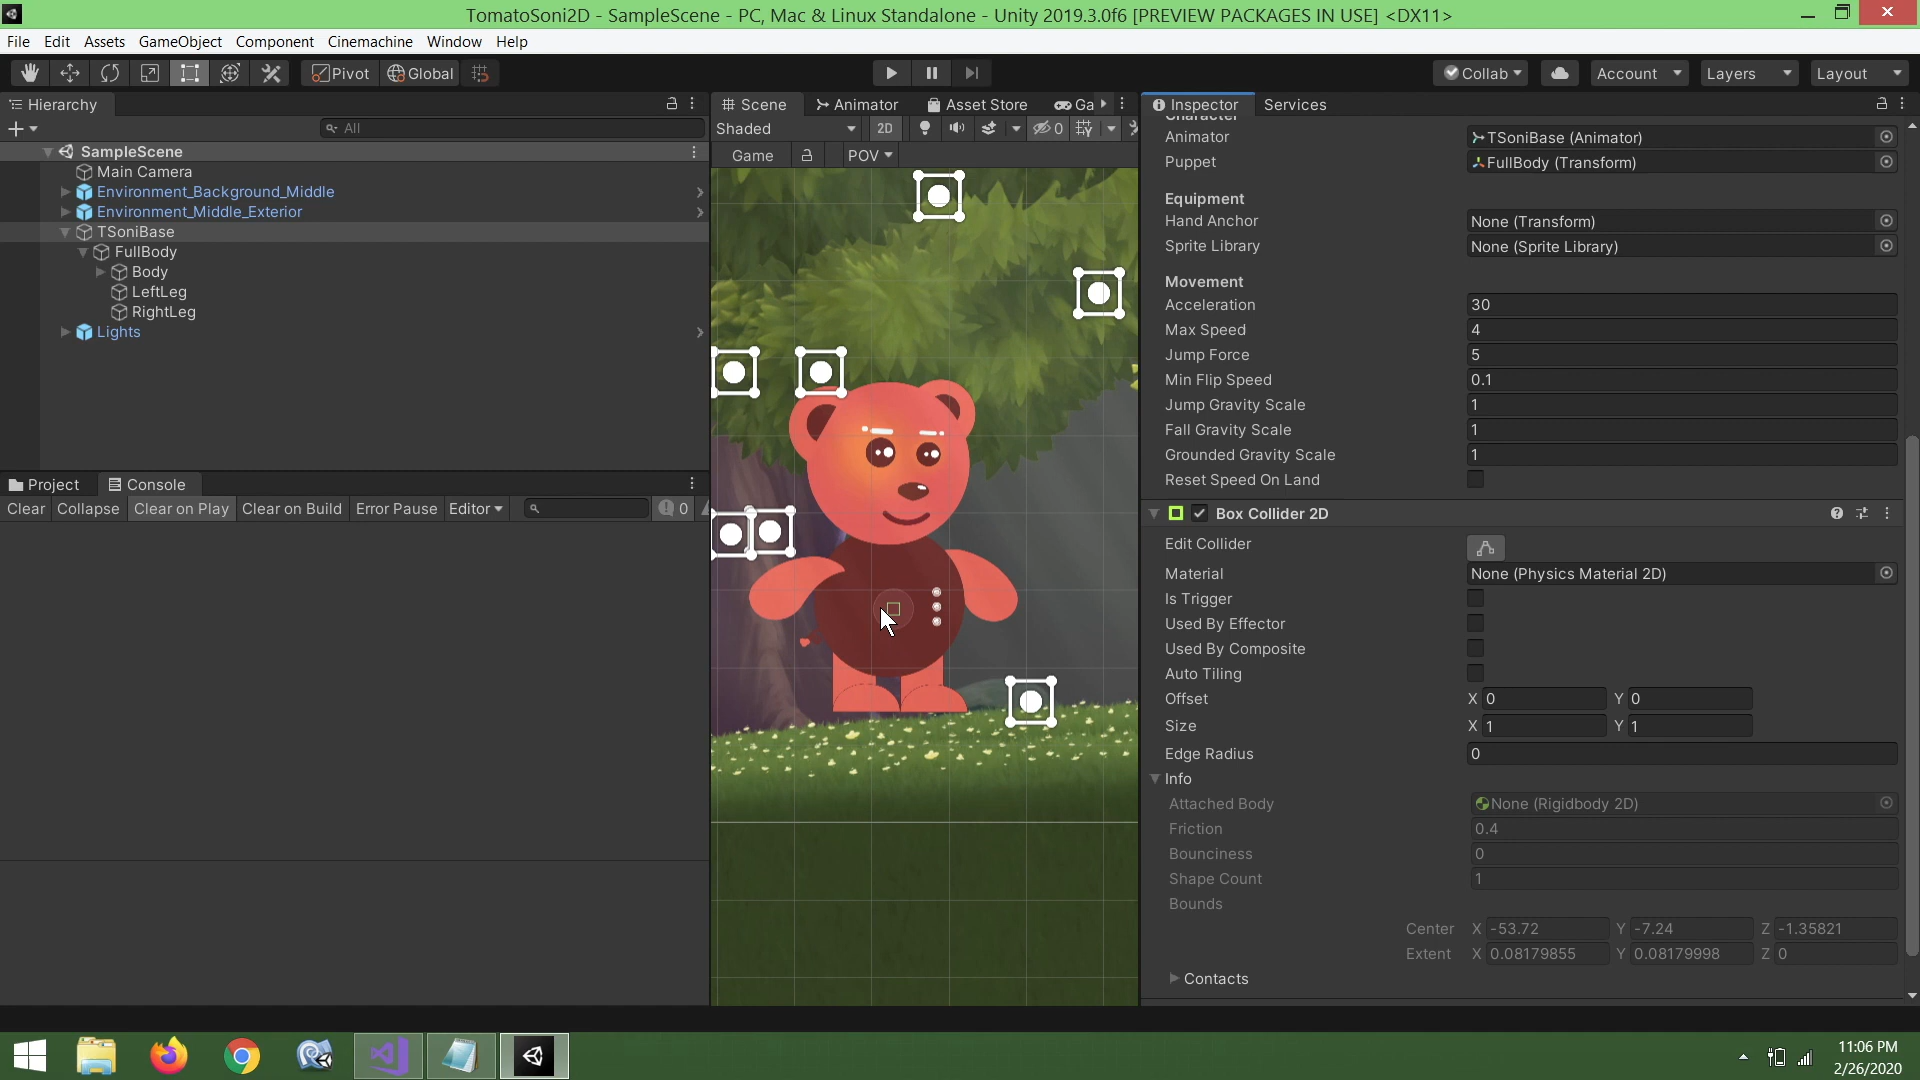 TomatoSoni2D - SampleScene - PC, Mac & Linux Standalone - Unity 2019.3.0f6 [PREVIEW PACKAGES IN USE] <DX11>
File Edit Assets GameObject Component Cinemachine Window Help
Pivot Global Collab Account Layers Layout
Hierarchy
All
SampleScene
Main Camera
Environment_Background_Middle
Environment_Middle_Exterior
TSoniBase
FullBody
Body
LeftLeg
RightLeg
Lights
Project Console
Clear Collapse Clear on Play Clear on Build Error Pause Editor 0
Scene Animator Asset Store Ga
Shaded 2D 0
Game POV
Inspector Services
Character
Animator TSoniBase (Animator)
Puppet FullBody (Transform)
Equipment
Hand Anchor None (Transform)
Sprite Library None (Sprite Library)
Movement
Acceleration 30
Max Speed 4
Jump Force 5
Min Flip Speed 0.1
Jump Gravity Scale 1
Fall Gravity Scale 1
Grounded Gravity Scale 1
Reset Speed On Land
Box Collider 2D
Edit Collider
Material None (Physics Material 2D)
Is Trigger
Used By Effector
Used By Composite
Auto Tiling
Offset X 0 Y 0
Size X 1 Y 1
Edge Radius 0
Info
Attached Body None (Rigidbody 2D)
Friction 0.4
Bounciness 0
Shape Count 1
Bounds
Center X -53.72 Y -7.24 Z -1.35821
Extent X 0.08179855 Y 0.08179998 Z 0
Contacts
11:06 PM
2/26/2020